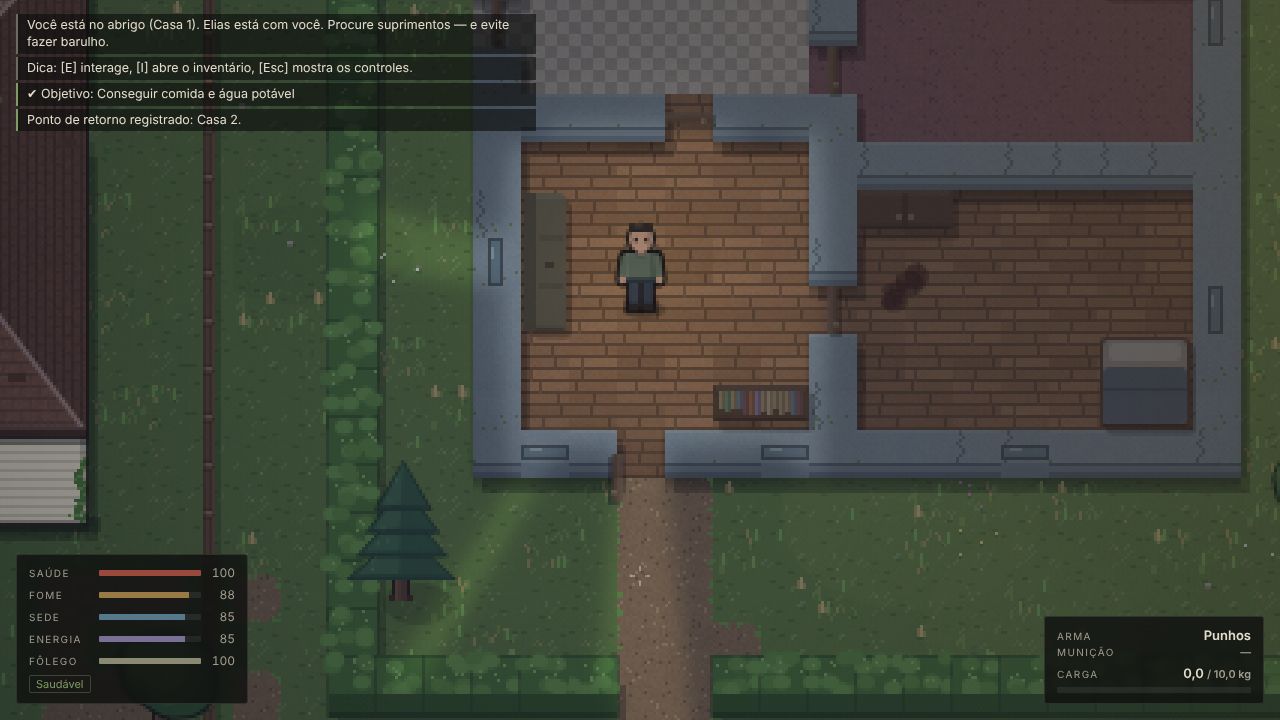 Você está no abrigo (Casa 1). Elias está com você. Procure suprimentos — e evite
fazer barulho.
Dica: [E] interage, [I] abre o inventário, [Esc] mostra os controles.
✔ Objetivo: Conseguir comida e água potável
Ponto de retorno registrado: Casa 2.
SAÚDE 100
FOME 88
SEDE 85
ENERGIA 85
FÔLEGO 100
Saudável
ARMA Punhos
MUNIÇÃO —
CARGA 0,0 / 10,0 kg